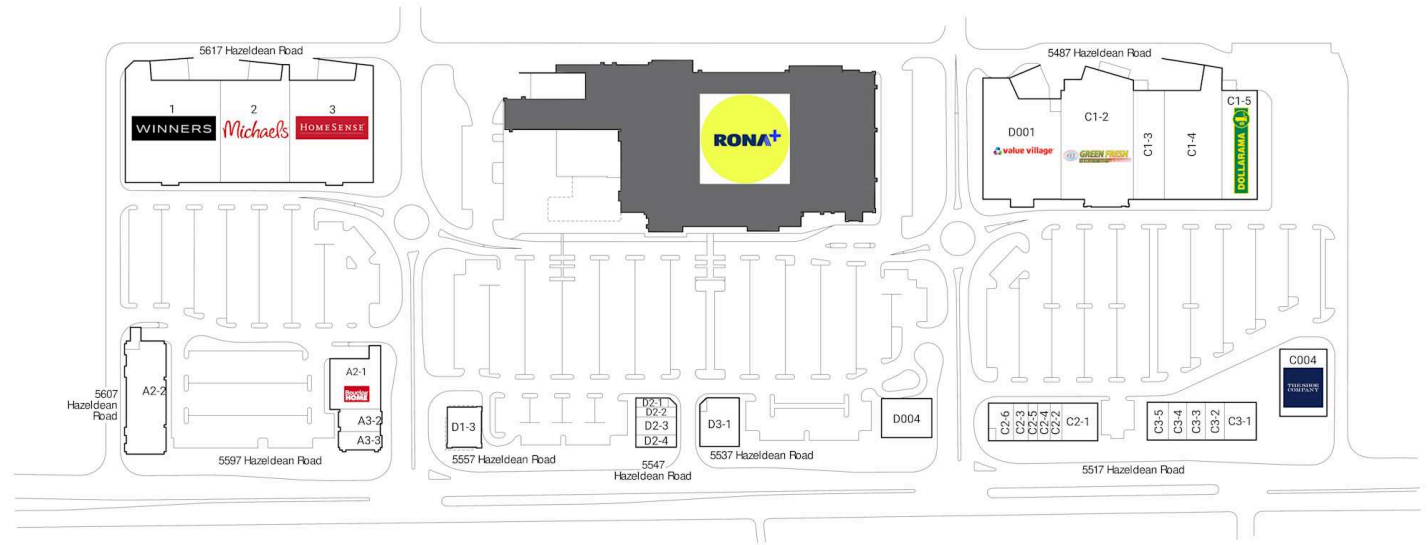 5617 Hazeldean Road
1
2
3
WINNERS
Michaels
HOMESENSE
RONA+
5487 Hazeldean Road
D001
value village
C1-2
GREEN FRESH
C1-3
C1-4
C1-5
DOLLARAMA
5607
Hazeldean
Road
A2-2
A2-1
HOME
A3-2
A3-3
5597 Hazeldean Road
D1-3
5557 Hazeldean Road
D2-1
D2-2
D2-3
D2-4
5547
Hazeldean Road
D3-1
5537 Hazeldean Road
D004
C2-6
C2-3
C2-5
C2-4
C2-2
C2-1
C3-5
C3-4
C3-3
C3-2
C3-1
5517 Hazeldean Road
C004
THE SHOE
COMPANY